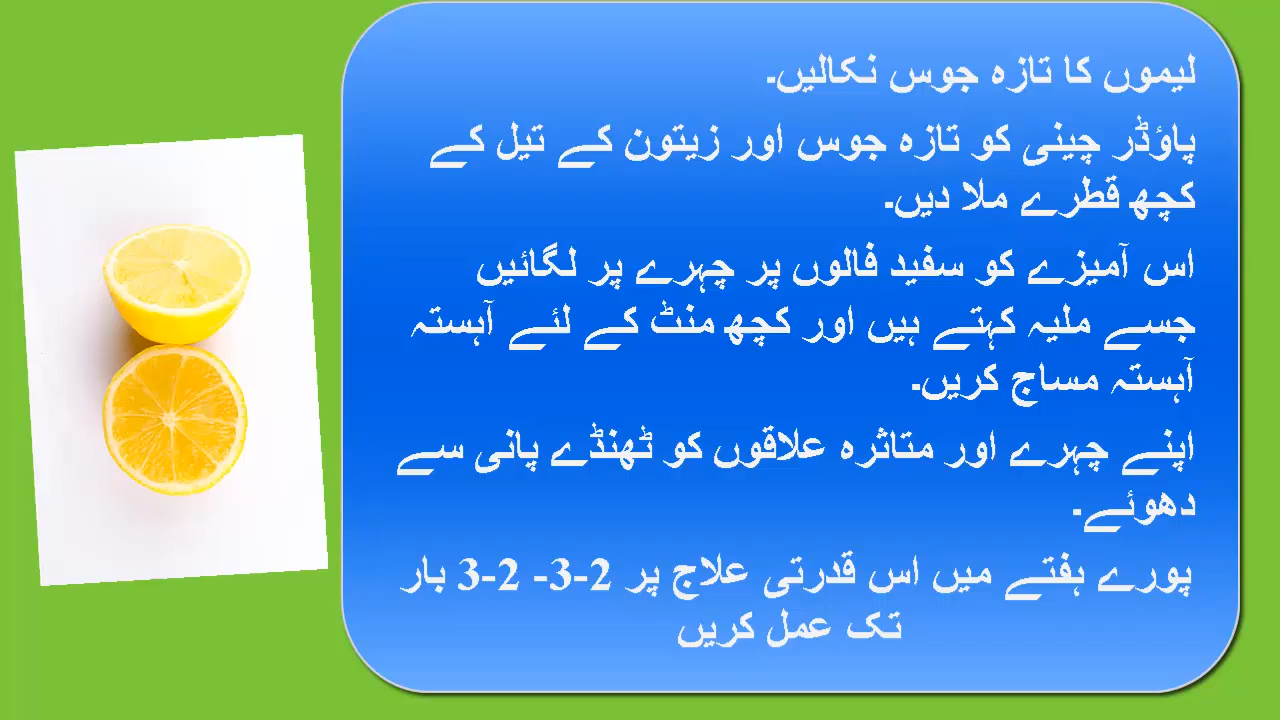 لیموں کا تازہ جوس نکالیں۔
پاؤڈر چینی کو تازہ جوس اور زیتون کے تیل کے
کچھ قطرے ملا دیں۔
اس آمیزے کو سفید فالوں پر چہرے پر لگائیں
جسے ملیہ کہتے ہیں اور کچھ منٹ کے لئے آہستہ
آہستہ مساج کریں۔
اپنے چہرے اور متاثرہ علاقوں کو ٹھنڈے پانی سے
دھوئے۔
پورے ہفتے میں اس قدرتی علاج پر 2-3- 2-3 بار
تک عمل کریں